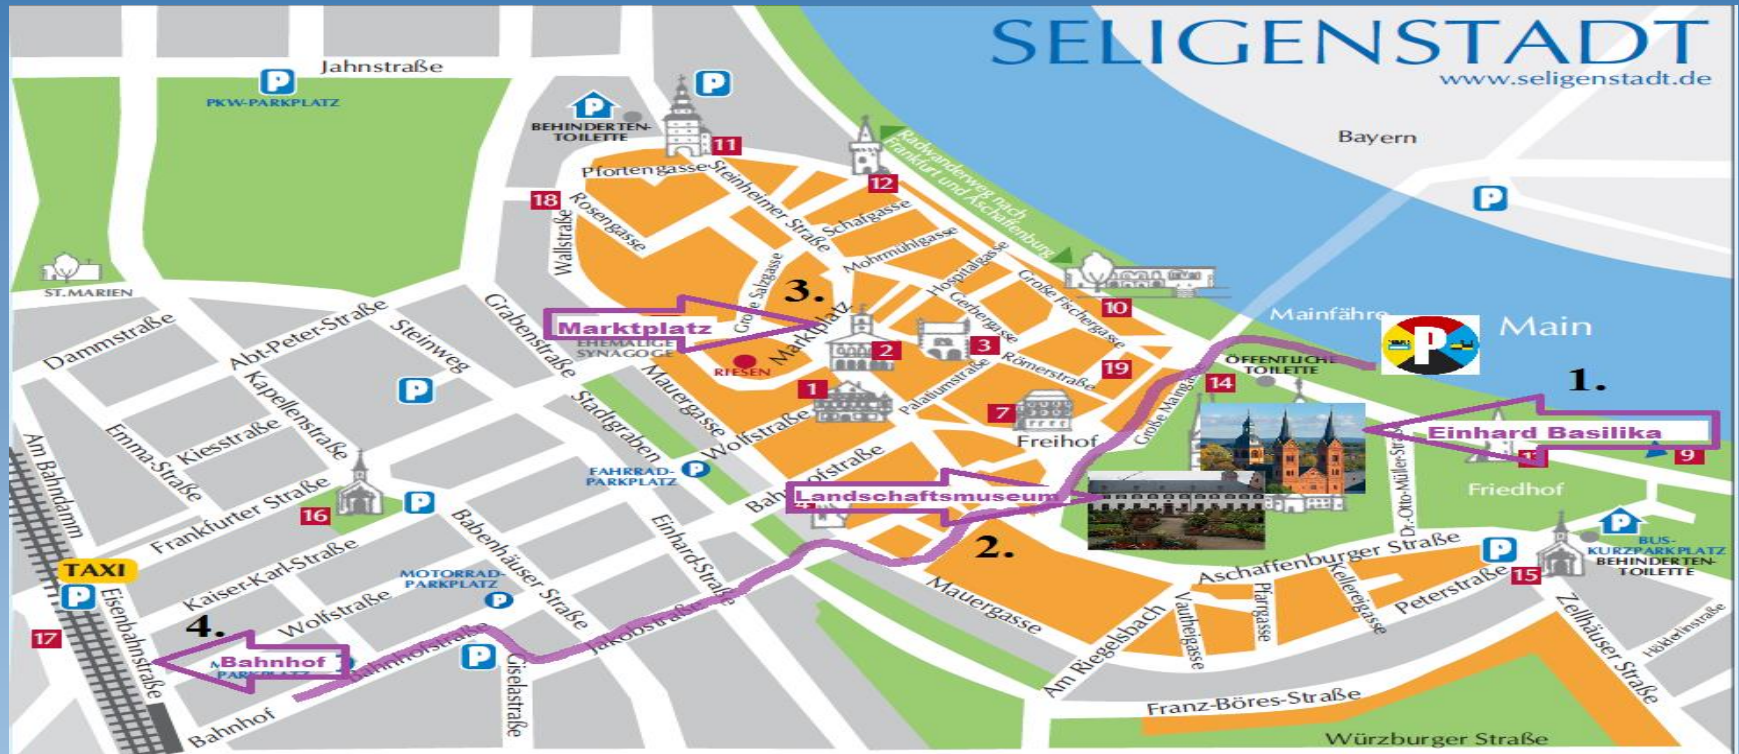 SELIGENSTADT
www.seligenstadt.de
Jahnstraße
P
PKW-PARKPLATZ
P
P
BEHINDERTEN-
TOILETTE
11
Bayern
P
Radwanderweg nach
Frankfurt und Aschaffenburg
12
Pfortengasse
Steinheimer Straße
18
Rosengasse
Wallstraße
Schafgasse
Mohrmühlgasse
Hospitalgasse
Große Fischergasse
Gerbergasse
10
ST. MARIEN
Große Salzgasse
3.
Marktplatz
Marktplatz
EHEMALIGE
SYNAGOGE
RIESEN
2
3
Mainfähre
Main
P
1.
Dammstraße
Abt-Peter-Straße
Steinweg
Grabenstraße
P
Mauergasse
1
Palatiumstraße
Römerstraße
19
ÖFFENTLICHE
TOILETTE
14
Große Maingasse
7
Freihof
Einhard Basilika
9
Dr.-Otto-Müller-Straße
Friedhof
Kapellenstraße
Kiesstraße
Emma-Straße
Stadtgraben
Wolfstraße
FAHRRAD-
PARKPLATZ
P
Bahnhofstraße
Landschaftsmuseum
Am Bahndamm
Frankfurter Straße
16
P
Babenhäuser Straße
Einhard-Straße
2.
Aschaffenburger Straße
P
15
P
BUS-
KURZPARKPLATZ
BEHINDERTEN-
TOILETTE
TAXI
P
Eisenbahnstraße
Kaiser-Karl-Straße
Wolfstraße
MOTORRAD-
PARKPLATZ
P
Mauergasse
Am Riegelsbach
Vautheigasse
Pfarrgasse
Kellereigasse
Peterstraße
Zellhäuser Straße
Hölderlinstraße
17
4.
Bahnhof
Bahnhofstraße
P
Jakobstraße
Giselastraße
Bahnhof
Franz-Böres-Straße
Würzburger Straße